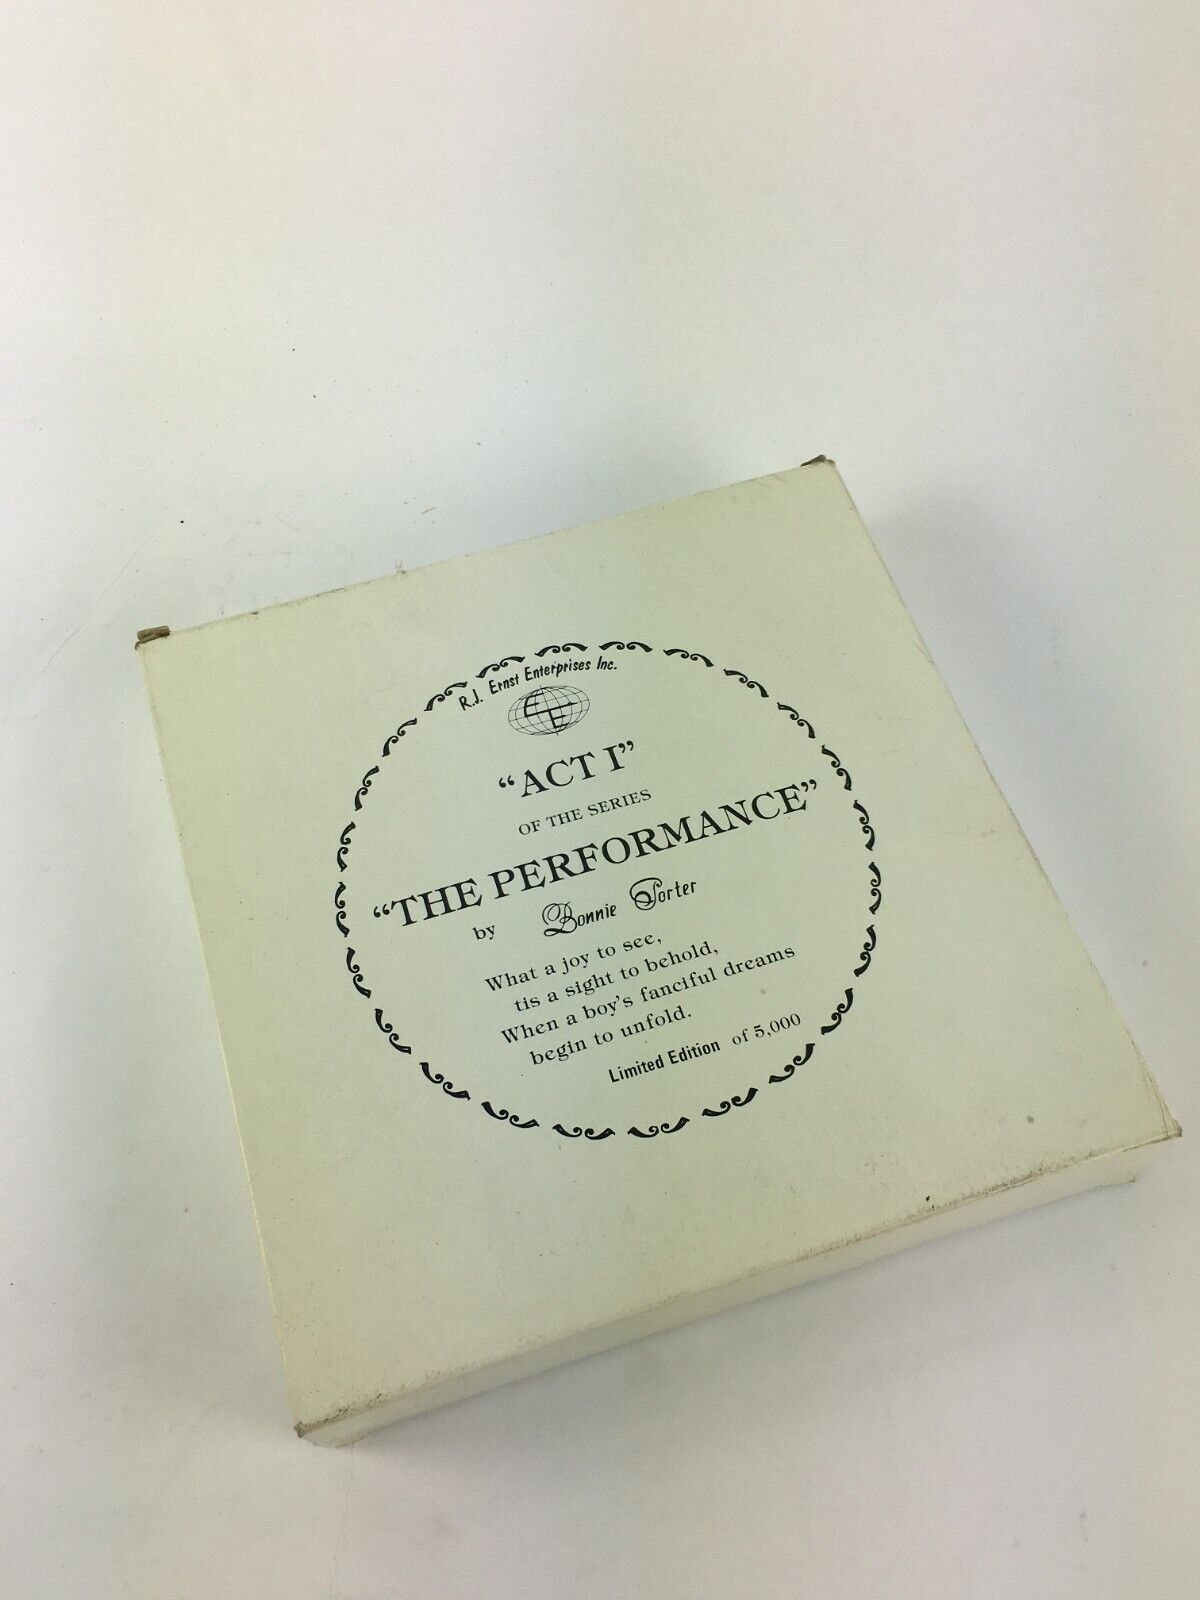 R.J. Ernst Enterprises Inc.
EE
"ACT I"
OF THE SERIES
"THE PERFORMANCE"
by Bonnie Porter
What a joy to see,
tis a sight to behold,
When a boy's fanciful dreams
begin to unfold.
Limited Edition of 5,000